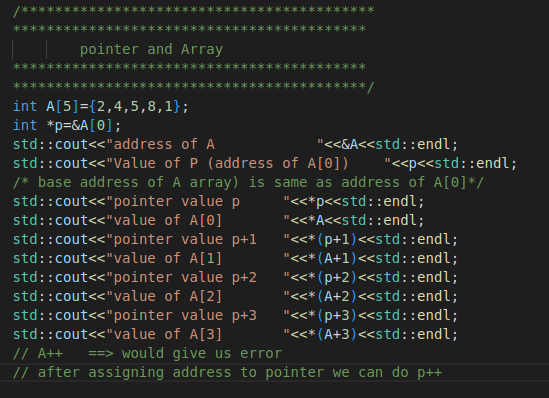 /******************************************
******************************************
pointer and Array
******************************************
******************************************/
int A[5]={2,4,5,8,1};
int *p=&A[0];
std::cout<<"address of A            "<<&A<<std::endl;
std::cout<<"Value of P (address of A[0])    "<<p<<std::endl;
/* base address of A array) is same as address of A[0]*/
std::cout<<"pointer value p     "<<*p<<std::endl;
std::cout<<"value of A[0]       "<<*A<<std::endl;
std::cout<<"pointer value p+1   "<<*(p+1)<<std::endl;
std::cout<<"value of A[1]       "<<*(A+1)<<std::endl;
std::cout<<"pointer value p+2   "<<*(p+2)<<std::endl;
std::cout<<"value of A[2]       "<<*(A+2)<<std::endl;
std::cout<<"pointer value p+3   "<<*(p+3)<<std::endl;
std::cout<<"value of A[3]       "<<*(A+3)<<std::endl;
// A++   ==> would give us error
// after assigning address to pointer we can do p++